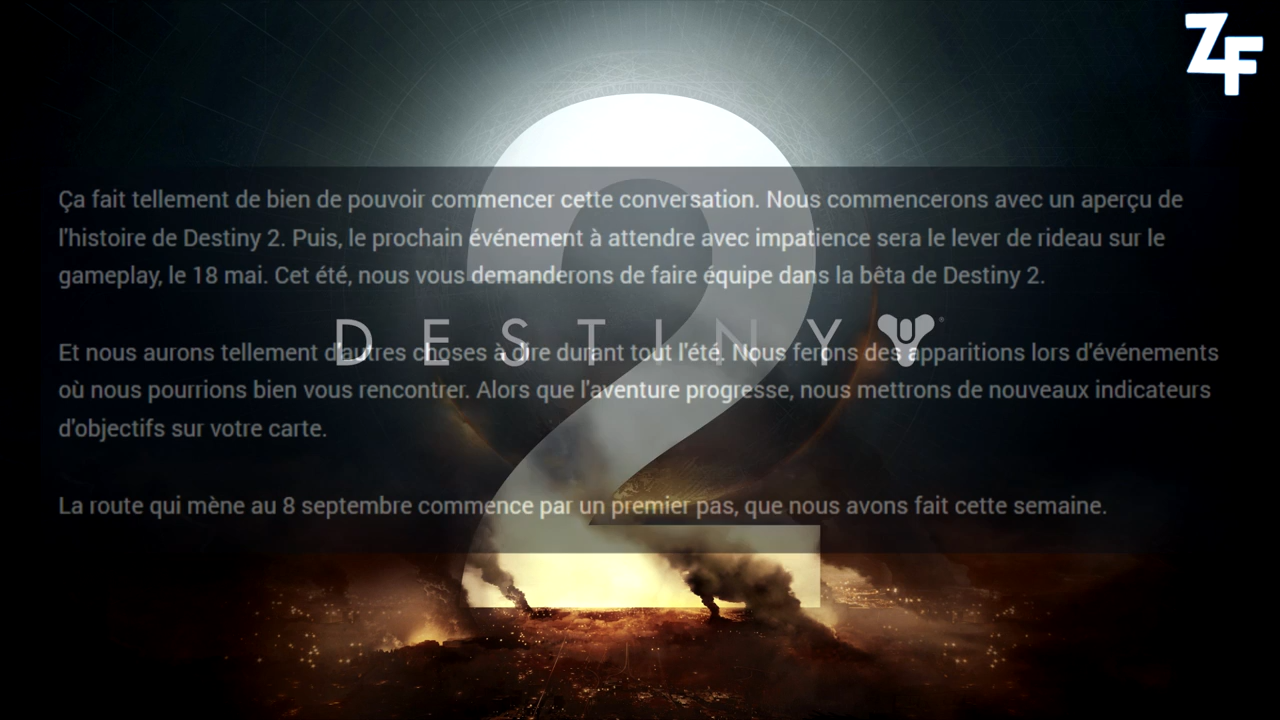 ZF
Ça fait tellement de bien de pouvoir commencer cette conversation. Nous commencerons avec un aperçu de
l'histoire de Destiny 2. Puis, le prochain événement à attendre avec impatience sera le lever de rideau sur le
gameplay, le 18 mai. Cet été, nous vous demanderons de faire équipe dans la bêta de Destiny 2.
DESTINY
2
Et nous aurons tellement d'autres choses à dire durant tout l'été. Nous ferons des apparitions lors d'événements
où nous pourrions bien vous rencontrer. Alors que l'aventure progresse, nous mettrons de nouveaux indicateurs
d'objectifs sur votre carte.
La route qui mène au 8 septembre commence par un premier pas, que nous avons fait cette semaine.